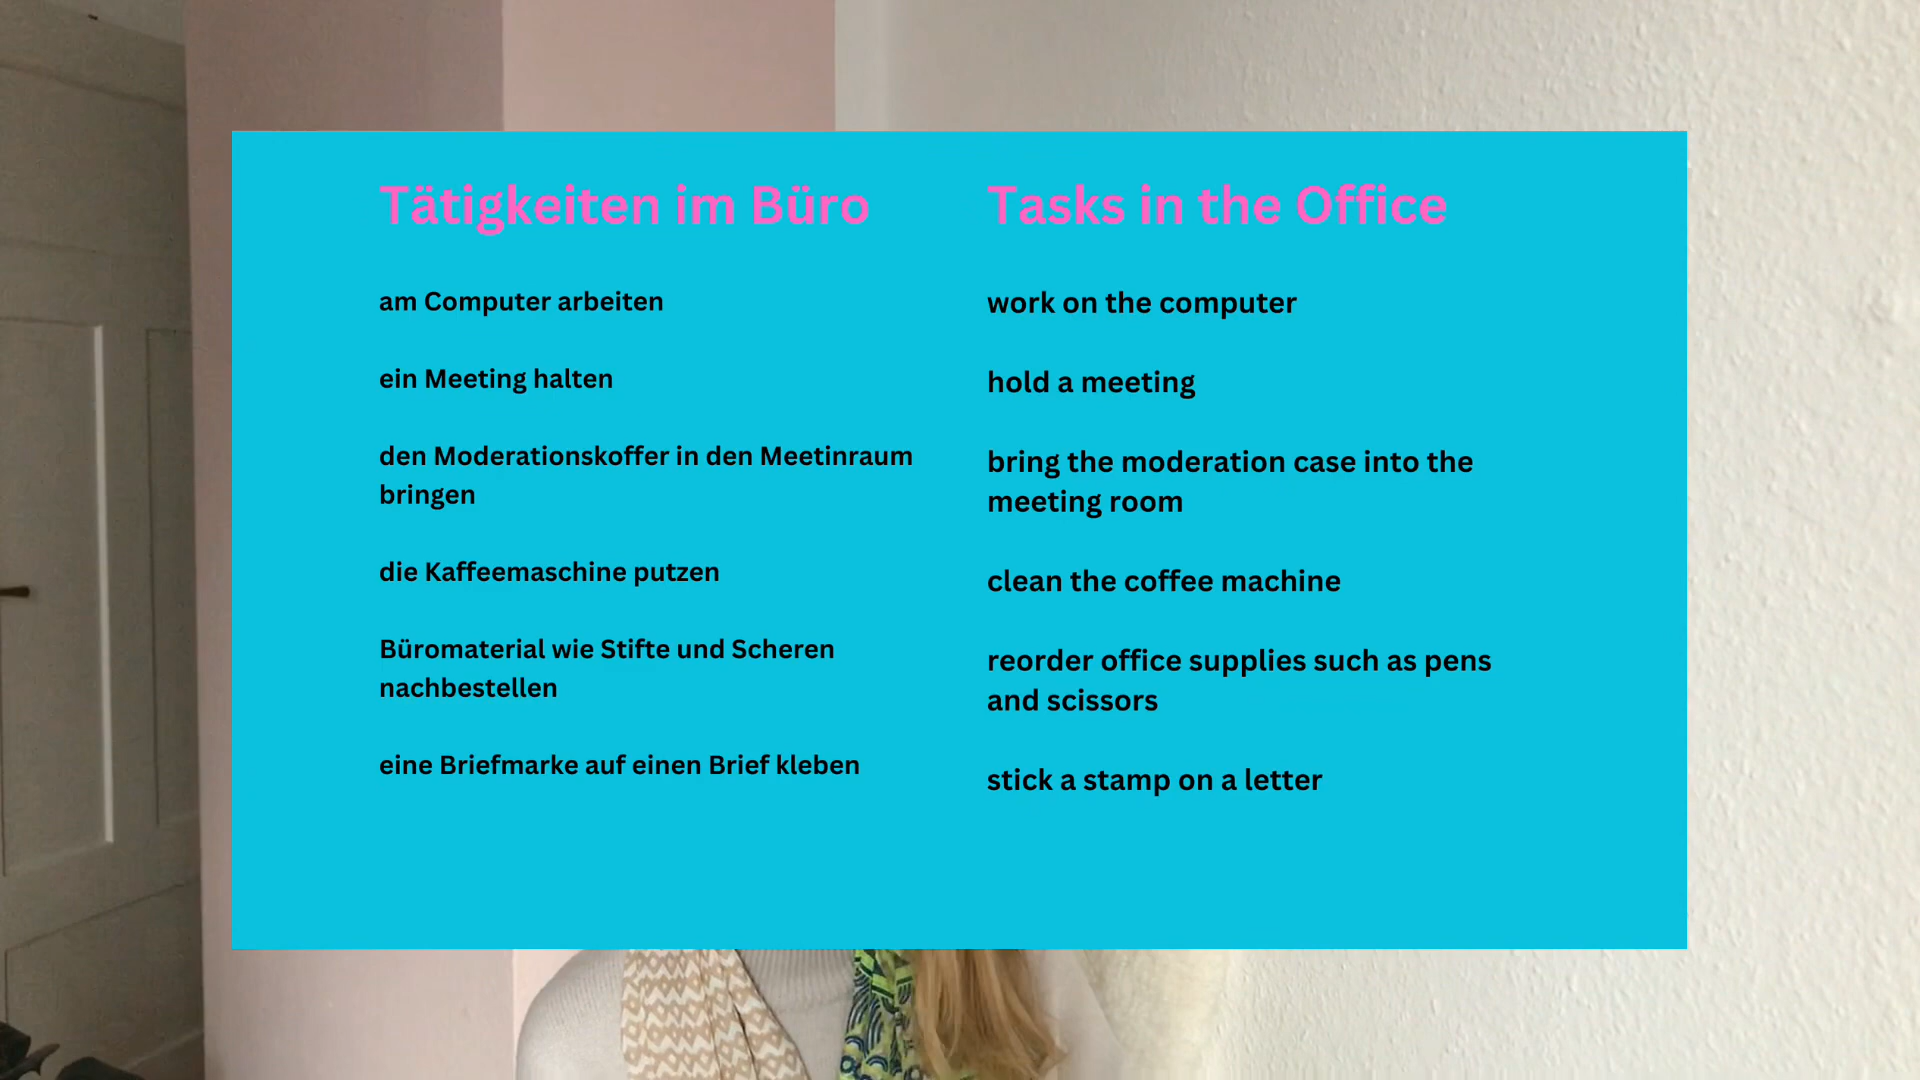 Tätigkeiten im Büro
am Computer arbeiten
ein Meeting halten
den Moderationskoffer in den Meetinraum
bringen
die Kaffeemaschine putzen
Büromaterial wie Stifte und Scheren
nachbestellen
eine Briefmarke auf einen Brief kleben
Tasks in the Office
work on the computer
hold a meeting
bring the moderation case into the
meeting room
clean the coffee machine
reorder office supplies such as pens
and scissors
stick a stamp on a letter